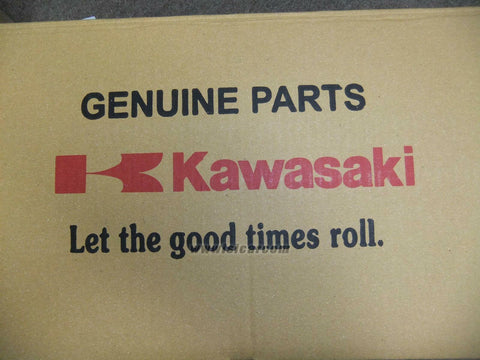 GENUINE PARTS
Kawasaki
Let the good times roll.